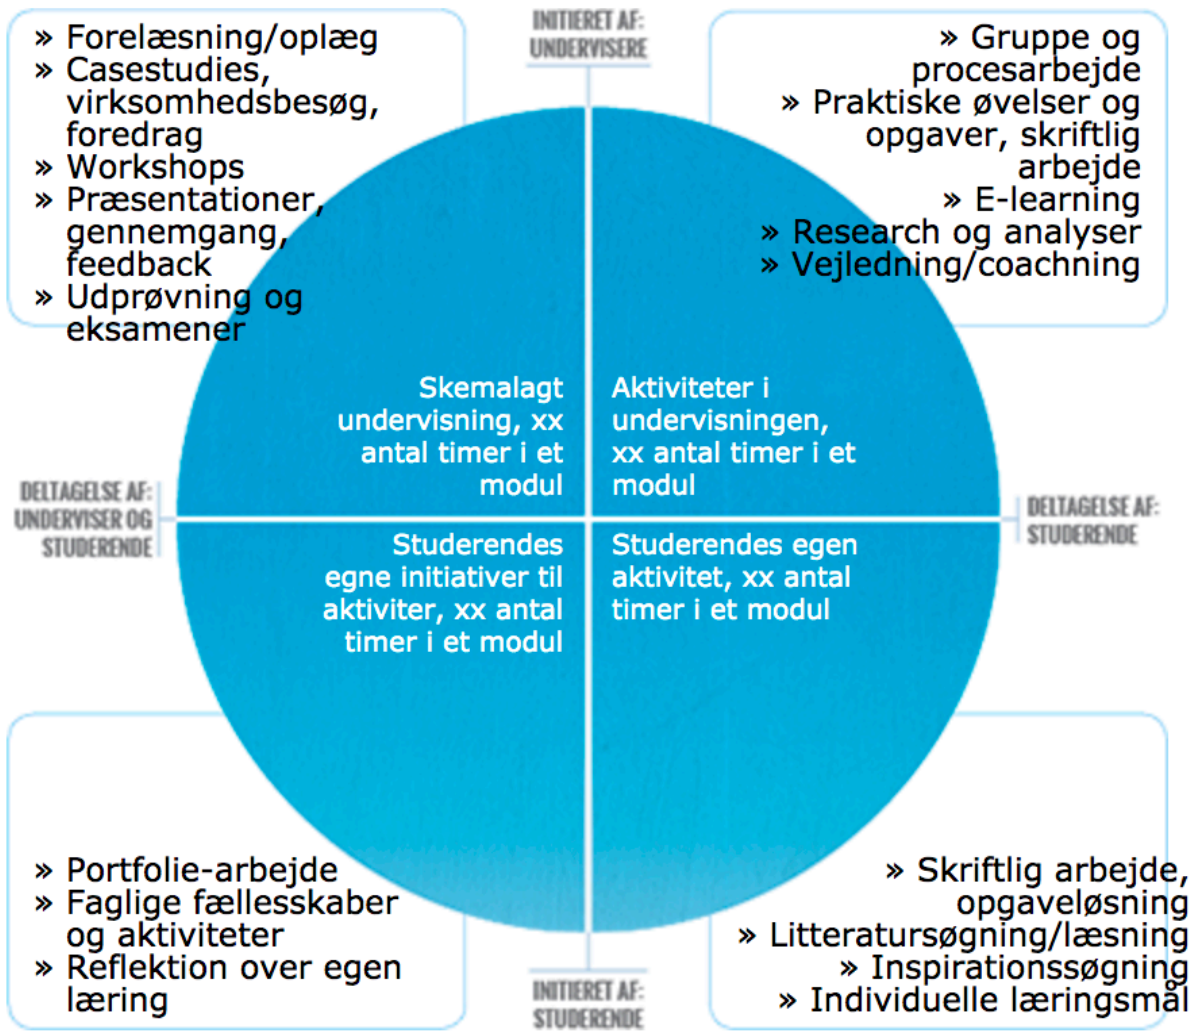 INITIERET AF:
UNDERVISERE
» Forelæsning/oplæg
» Casestudies,
virksomhedsbesøg,
foredrag
» Workshops
» Præsentationer,
gennemgang,
feedback
» Udprøvning og
eksamener
» Gruppe og
procesarbejde
» Praktiske øvelser og
opgaver, skriftlig
arbejde
» E-learning
» Research og analyser
» Vejledning/coachning
Skemalagt
undervisning, xx
antal timer i et
modul
Aktiviteter i
undervisningen,
xx antal timer i et
modul
DELTAGELSE AF:
UNDERVISER OG
STUDERENDE
DELTAGELSE AF:
STUDERENDE
Studerendes
egne initiativer til
aktiviter, xx antal
timer i et modul
Studerendes egen
aktivitet, xx antal
timer i et modul
» Portfolie-arbejde
» Faglige fællesskaber
og aktiviteter
» Reflektion over egen
læring
» Skriftlig arbejde,
opgaveløsning
» Litteratursøgning/læsning
» Inspirationssøgning
» Individuelle læringsmål
INITIERET AF:
STUDERENDE